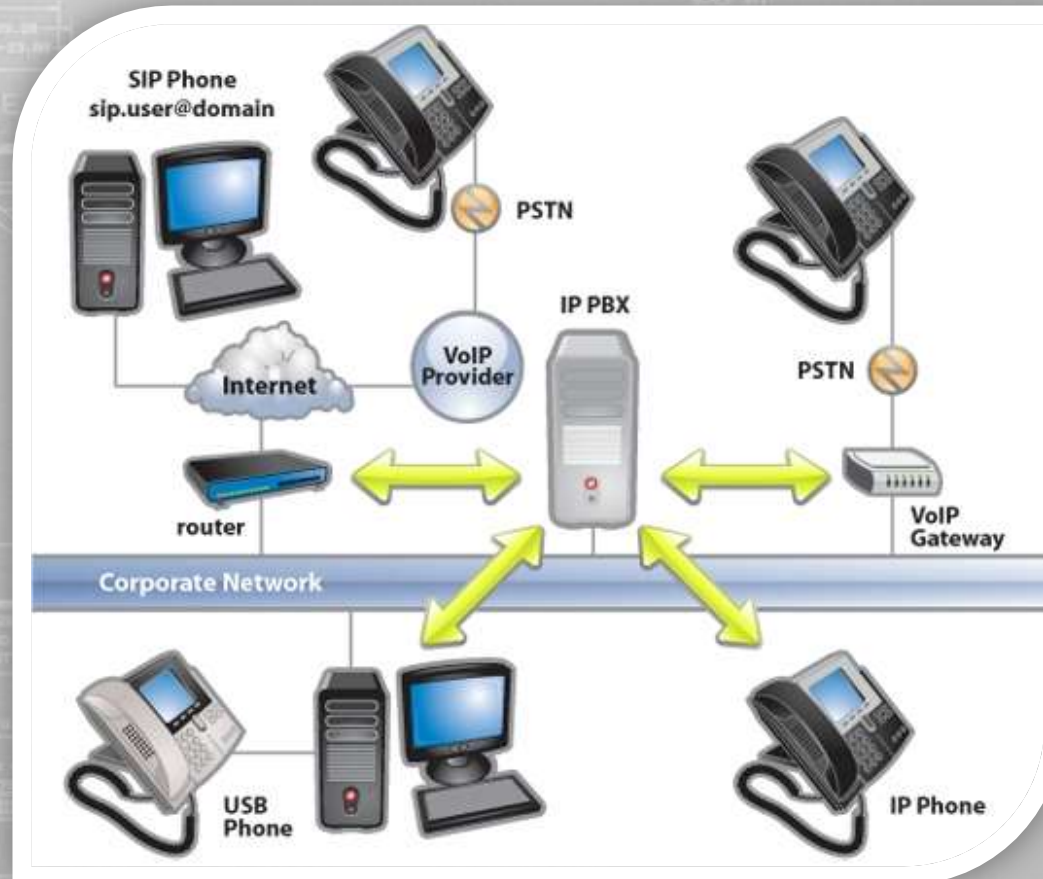 SIP Phone
sip.user@domain
PSTN
IP PBX
VoIP
Provider
Internet
PSTN
router
VoIP
Gateway
Corporate Network
USB
Phone
IP Phone